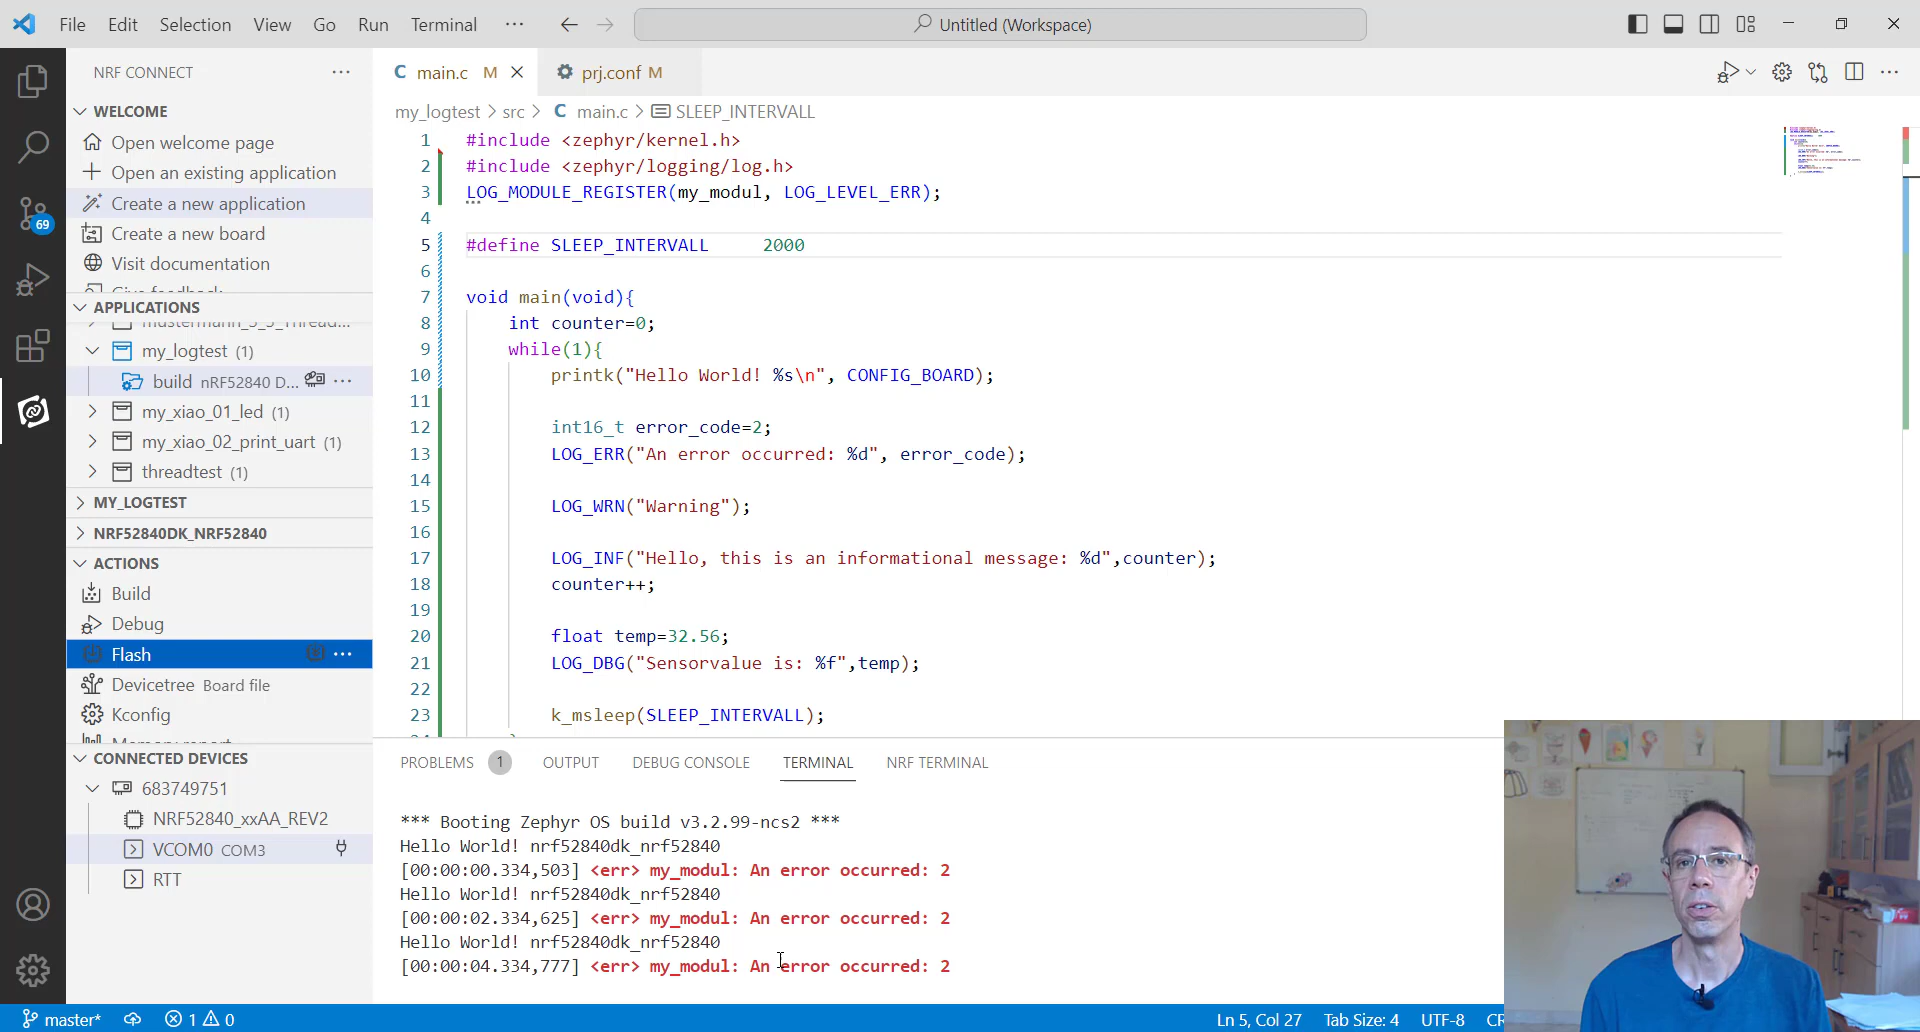 File Edit Selection View Go Run Terminal ··· Untitled (Workspace)
NRF CONNECT ···
WELCOME
Open welcome page
Open an existing application
Create a new application
Create a new board
Visit documentation
Give feedback
APPLICATIONS
my_logtest (1)
build nRF52840 D... ···
my_xiao_01_led (1)
my_xiao_02_print_uart (1)
threadtest (1)
MY_LOGTEST
NRF52840DK_NRF52840
ACTIONS
Build
Debug
Flash ···
Devicetree Board file
Kconfig
Memory report
CONNECTED DEVICES
683749751
NRF52840_xxAA_REV2
VCOM0 COM3
RTT
69
C main.c M prj.conf M
my_logtest > src > C main.c > SLEEP_INTERVALL
1 #include <zephyr/kernel.h>
2 #include <zephyr/logging/log.h>
3 LOG_MODULE_REGISTER(my_modul, LOG_LEVEL_ERR);
4
5 #define SLEEP_INTERVALL 2000
6
7 void main(void){
8 int counter=0;
9 while(1){
10 printk("Hello World! %s\n", CONFIG_BOARD);
11
12 int16_t error_code=2;
13 LOG_ERR("An error occurred: %d", error_code);
14
15 LOG_WRN("Warning");
16
17 LOG_INF("Hello, this is an informational message: %d",counter);
18 counter++;
19
20 float temp=32.56;
21 LOG_DBG("Sensorvalue is: %f",temp);
22
23 k_msleep(SLEEP_INTERVALL);
PROBLEMS 1 OUTPUT DEBUG CONSOLE TERMINAL NRF TERMINAL
*** Booting Zephyr OS build v3.2.99-ncs2 ***
Hello World! nrf52840dk_nrf52840
[00:00:00.334,503] <err> my_modul: An error occurred: 2
Hello World! nrf52840dk_nrf52840
[00:00:02.334,625] <err> my_modul: An error occurred: 2
Hello World! nrf52840dk_nrf52840
[00:00:04.334,777] <err> my_modul: An error occurred: 2
master* 1 0 Ln 5, Col 27 Tab Size: 4 UTF-8